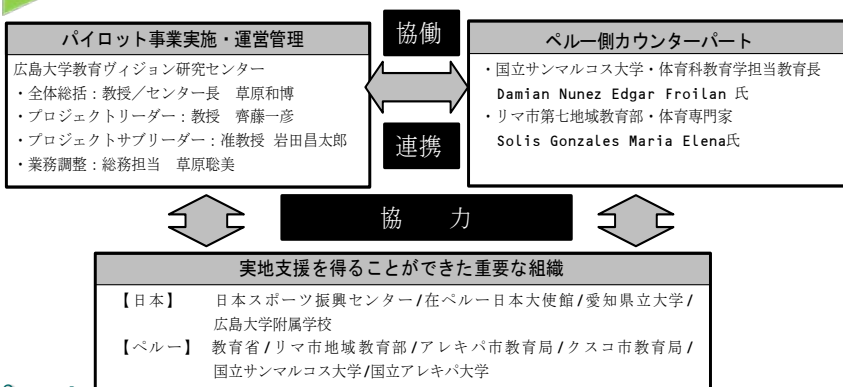 パイロット事業実施・運営管理
広島大学教育ヴィジョン研究センター
・全体総括：教授／センター長　草原和博
・プロジェクトリーダー：教授　齊藤一彦
・プロジェクトサブリーダー：准教授 岩田昌太郎
・業務調整：総務担当　草原聡美
協働
連携
ペルー側カウンターパート
・国立サンマルコス大学・体育科教育学担当教育長
Damian Nunez Edgar Froilan 氏
・リマ市第七地域教育部・体育専門家
Solis Gonzales Maria Elena氏
協　力
実地支援を得ることができた重要な組織
【日本】　日本スポーツ振興センター/在ペルー日本大使館/愛知県立大学/
広島大学附属学校
【ペルー】　教育省/リマ市地域教育部/アレキパ市教育局/クスコ市教育局/
国立サンマルコス大学/国立アレキパ大学